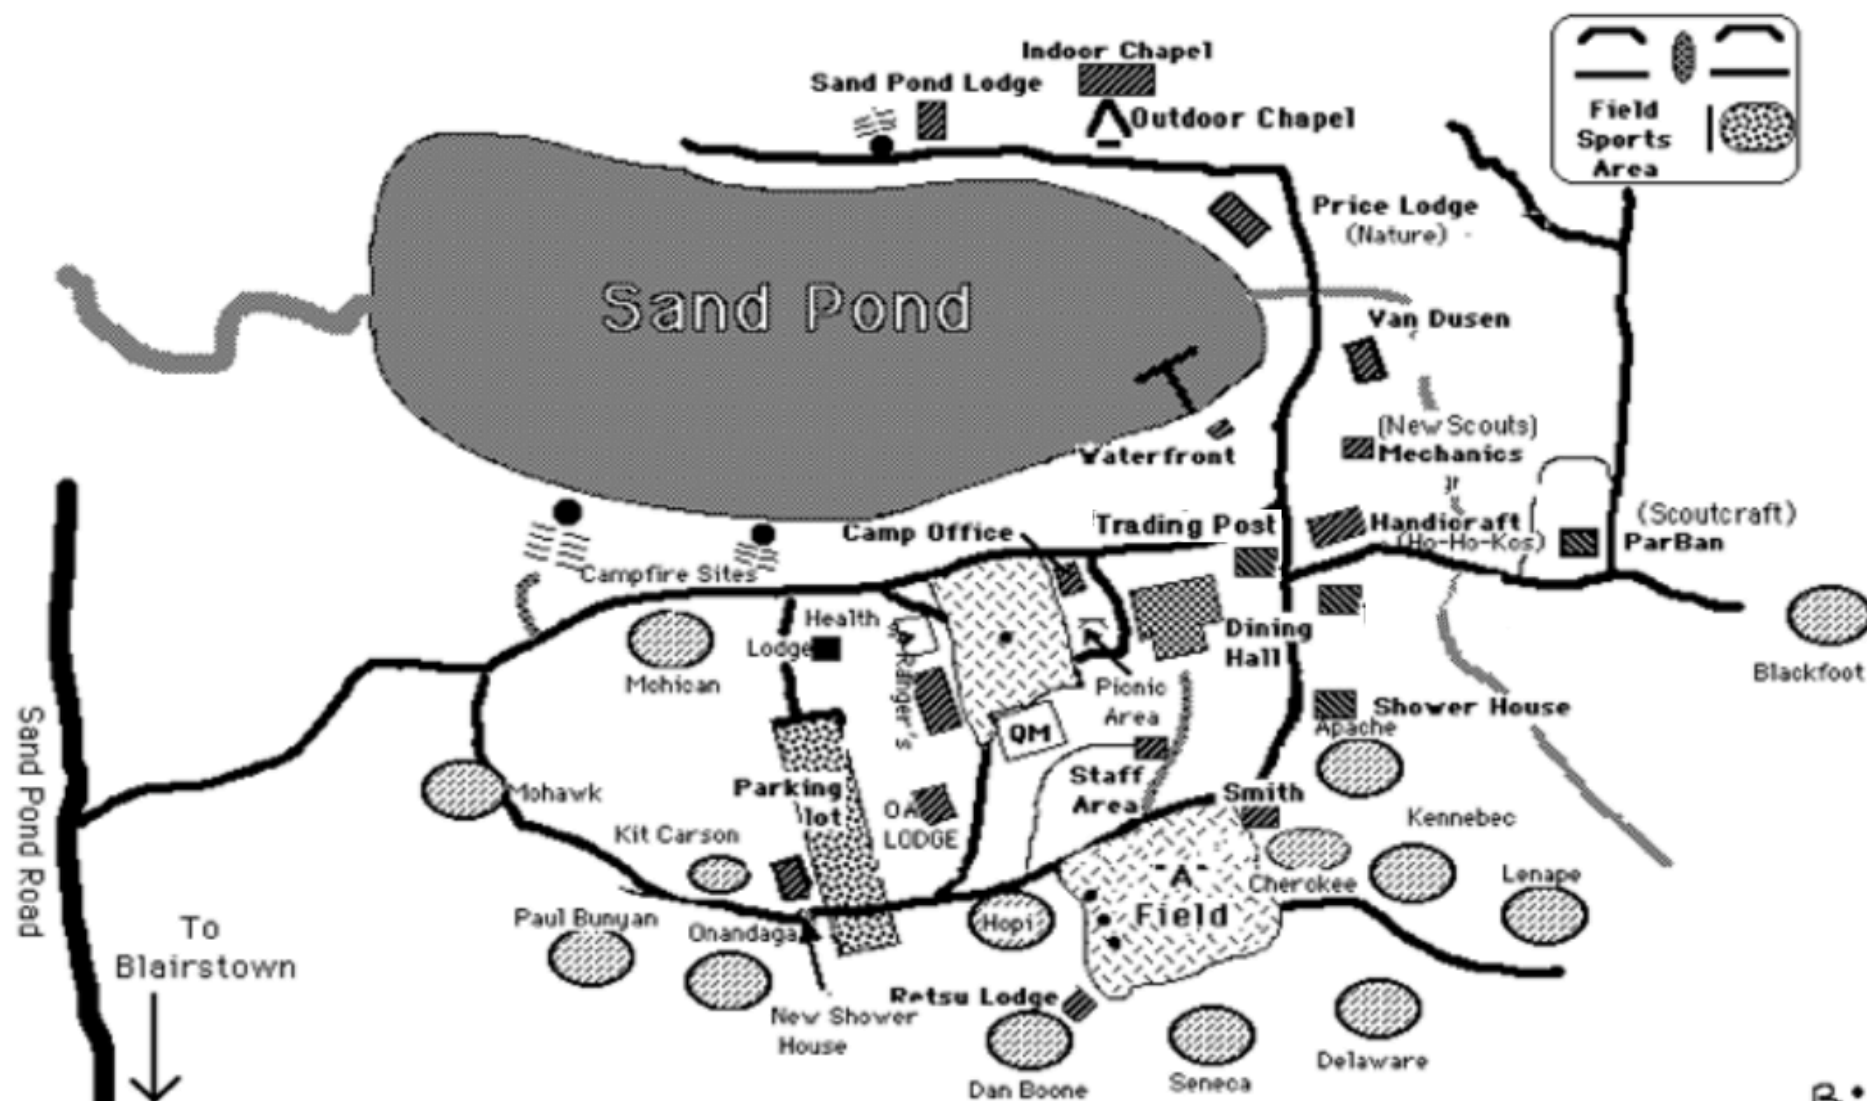 Indoor Chapel
Sand Pond Lodge
Outdoor Chapel
Field
Sports
Area
Price Lodge
(Nature)
Sand Pond
Van Dusen
(New Scouts)
Mechanics
Waterfront
Trading Post
Camp Office
Handicraft
(Ho-Ho-Kos)
(Scoutcraft)
ParBan
Campfire Sites
Health
Lodge
Ranger's
Mohican
Dining
Hall
Picnic
Area
Blackfoot
QM
Shower House
Apache
Staff
Area
Smith
Mohawk
Parking
lot
OA
LODGE
Kit Carson
Kennebec
Cherokee
Lenape
-A-
Field
Hopi
Paul Bunyan
Onandaga
Sand Pond Road
To
Blairstown
Retsu Lodge
New Shower
House
Dan Boone
Seneca
Delaware